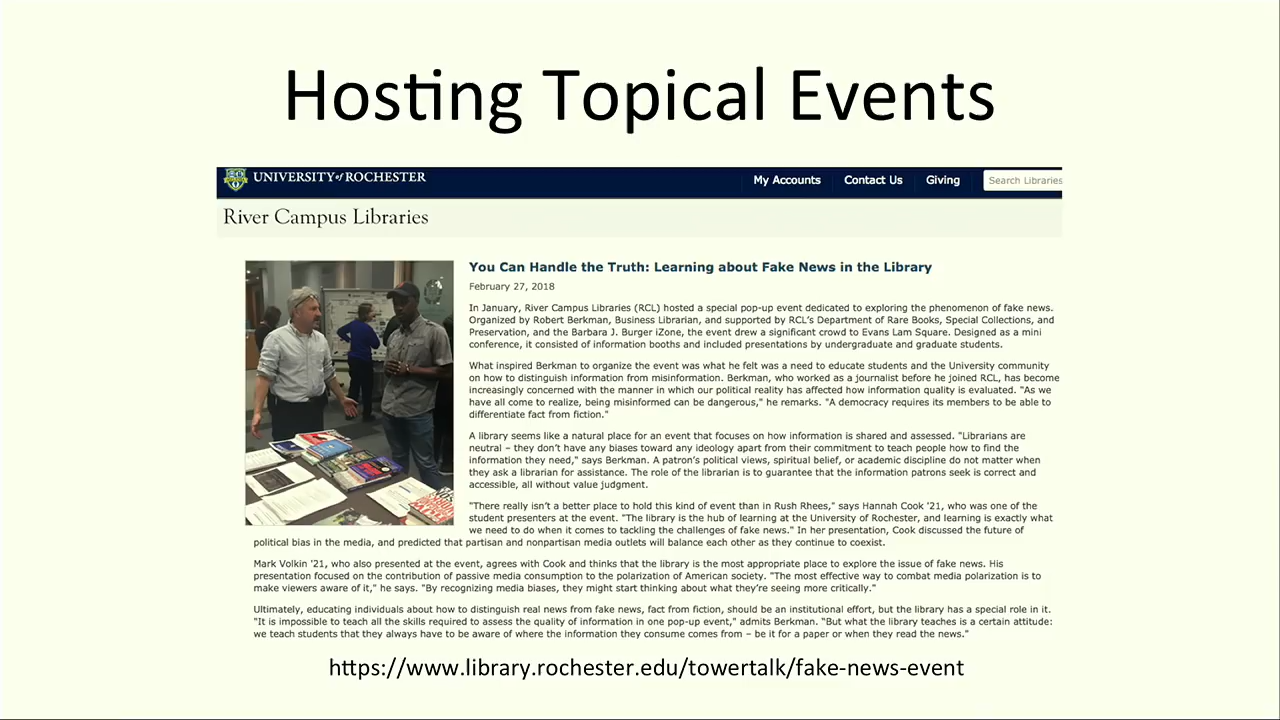 Hosting Topical Events
UNIVERSITY of ROCHESTER
My Accounts Contact Us Giving Search Libraries
River Campus Libraries
You Can Handle the Truth: Learning about Fake News in the Library
February 27, 2018
In January, River Campus Libraries (RCL) hosted a special pop-up event dedicated to exploring the phenomenon of fake news.
Organized by Robert Berkman, Business Librarian, and supported by RCL's Department of Rare Books, Special Collections, and
Preservation, and the Barbara J. Burger iZone, the event drew a significant crowd to Evans Lam Square. Designed as a mini
conference, it consisted of information booths and included presentations by undergraduate and graduate students.
What inspired Berkman to organize the event was what he felt was a need to educate students and the University community
on how to distinguish information from misinformation. Berkman, who worked as a journalist before he joined RCL, has become
increasingly concerned with the manner in which our political reality has affected how information quality is evaluated. "As we
have all come to realize, being misinformed can be dangerous," he remarks. "A democracy requires its members to be able to
differentiate fact from fiction."
A library seems like a natural place for an event that focuses on how information is shared and assessed. "Librarians are
neutral – they don't have any biases toward any ideology apart from their commitment to teach people how to find the
information they need," says Berkman. A patron's political views, spiritual belief, or academic discipline do not matter when
they ask a librarian for assistance. The role of the librarian is to guarantee that the information patrons seek is correct and
accessible, all without value judgment.
"There really isn't a better place to hold this kind of event than in Rush Rhees," says Hannah Cook '21, who was one of the
student presenters at the event. "The library is the hub of learning at the University of Rochester, and learning is exactly what
we need to do when it comes to tackling the challenges of fake news." In her presentation, Cook discussed the future of
political bias in the media, and predicted that partisan and nonpartisan media outlets will balance each other as they continue to coexist.
Mark Volkin '21, who also presented at the event, agrees with Cook and thinks that the library is the most appropriate place to explore the issue of fake news. His
presentation focused on the contribution of passive media consumption to the polarization of American society. "The most effective way to combat media polarization is to
make viewers aware of it," he says. "By recognizing media biases, they might start thinking about what they're seeing more critically."
Ultimately, educating individuals about how to distinguish real news from fake news, fact from fiction, should be an institutional effort, but the library has a special role in it.
"It is impossible to teach all the skills required to assess the quality of information in one pop-up event," admits Berkman. "But what the library teaches is a certain attitude:
we teach students that they always have to be aware of where the information they consume comes from – be it for a paper or when they read the news."
https://www.library.rochester.edu/towertalk/fake-news-event